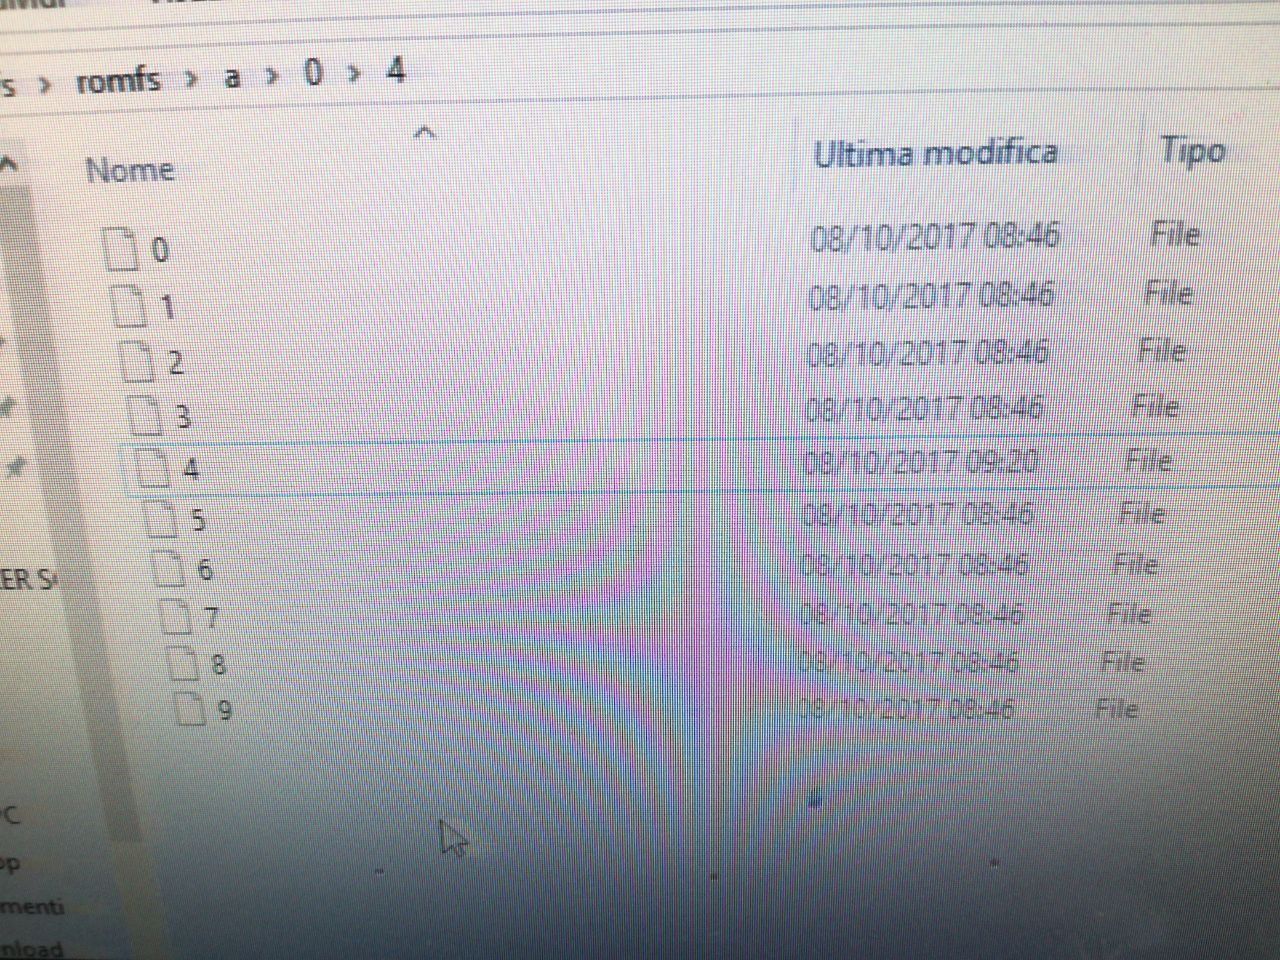 s > romfs > a > 0 > 4
Nome Ultima modifica Tipo
0 08/10/2017 08:46 File
1 08/10/2017 08:46 File
2 08/10/2017 08:46 File
3 08/10/2017 08:46 File
4 08/10/2017 09:20 File
5 08/10/2017 08:46 File
6 08/10/2017 08:46 File
ER S
7 08/10/2017 08:46 File
8 08/10/2017 08:46 File
9 08/10/2017 08:46 File
C
op
menti
nload